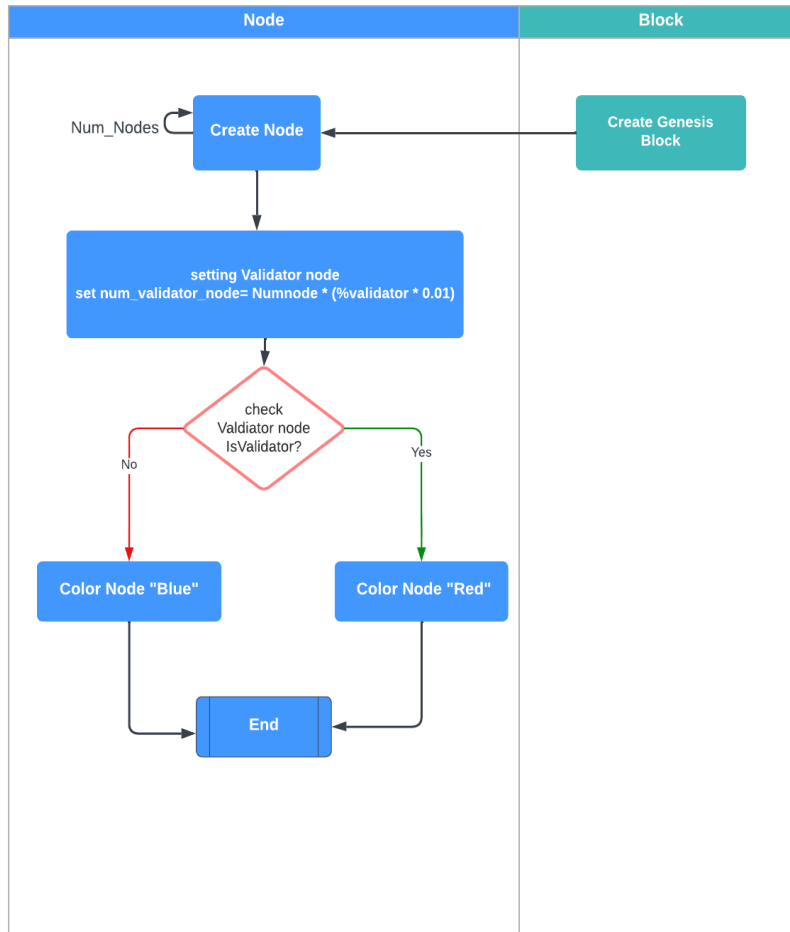 Node
Block
Num_Nodes
Create Node
Create Genesis
Block
setting Validator node
set num_validator_node= Numnode * (%validator * 0.01)
check
Valdiator node
IsValidator?
No
Yes
Color Node "Blue"
Color Node "Red"
End